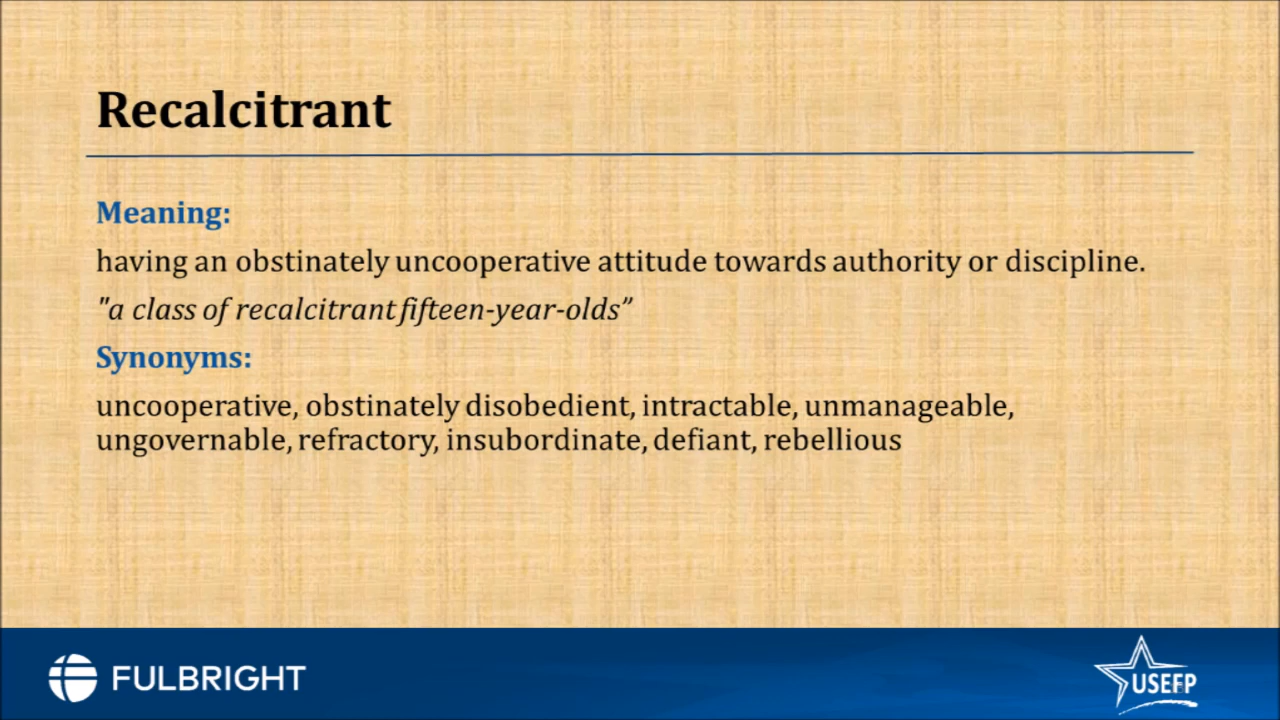 Recalcitrant
Meaning:
having an obstinately uncooperative attitude towards authority or discipline.
"a class of recalcitrant fifteen-year-olds”
Synonyms:
uncooperative, obstinately disobedient, intractable, unmanageable,
ungovernable, refractory, insubordinate, defiant, rebellious
FULBRIGHT
USEFP